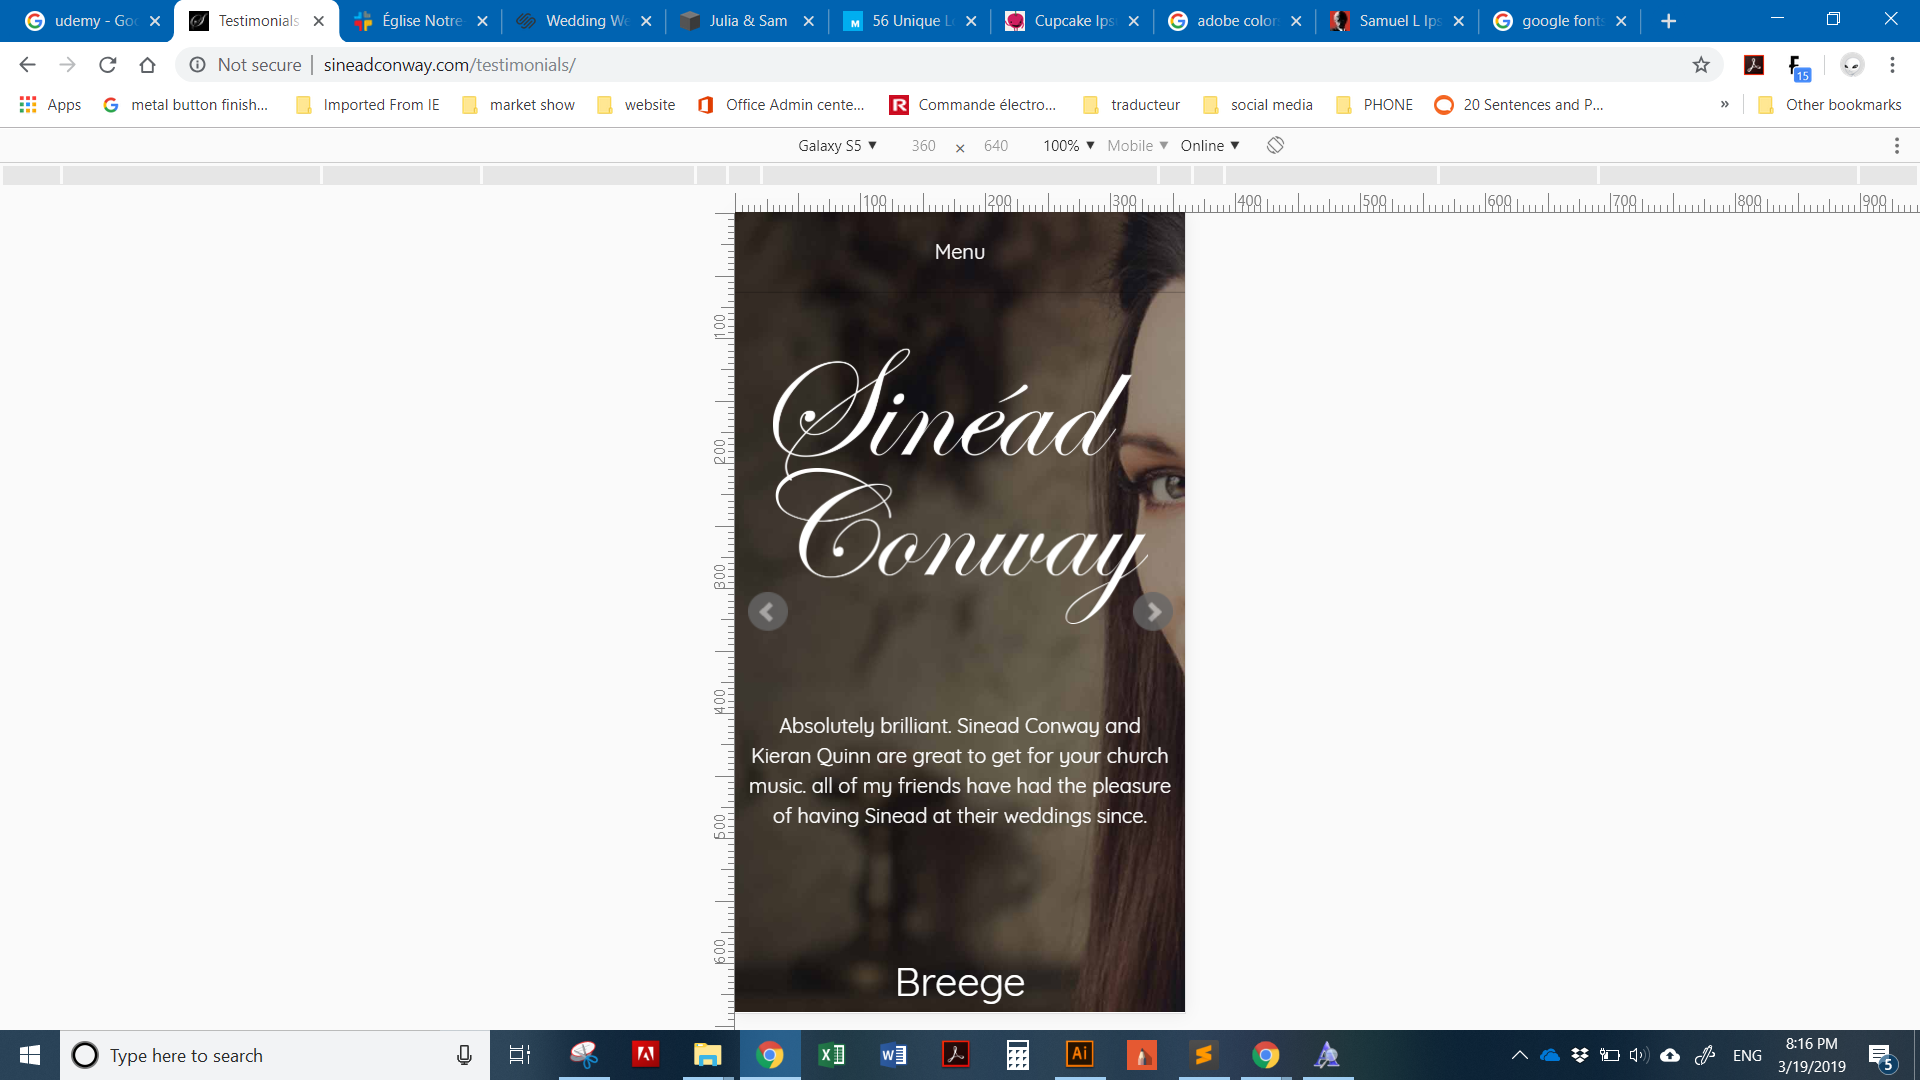 udemy - Goo
Testimonials
Église Notre-
Wedding We
Julia & Sam
56 Unique Lo
Cupcake Ips
adobe color
Samuel L Ips
google fonts
Not secure
sineadconway.com/testimonials/
15
Apps
metal button finish...
Imported From IE
market show
website
Office Admin cente...
Commande électro...
traducteur
social media
PHONE
20 Sentences and P...
»
Other bookmarks
Galaxy S5 ▼
360 × 640
100% ▼
Mobile ▼
Online ▼
100 200 300 400 500 600 700 800 900
100
200
300
400
500
600
Menu
Sinéad
Conway
Absolutely brilliant. Sinead Conway and
Kieran Quinn are great to get for your church
music. all of my friends have had the pleasure
of having Sinead at their weddings since.
Breege
Type here to search
Ai
ENG
8:16 PM
3/19/2019
5